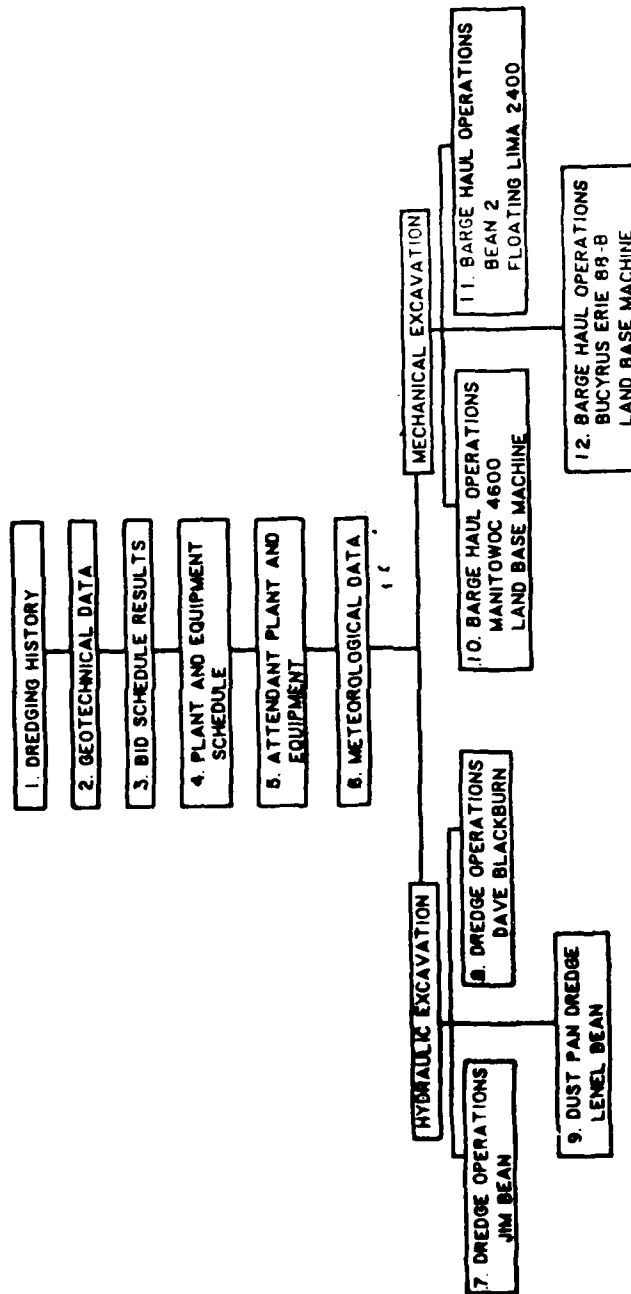 1. DREDGING HISTORY
2. GEOTECHNICAL DATA
3. BID SCHEDULE RESULTS
4. PLANT AND EQUIPMENT
SCHEDULE
5. ATTENDANT PLANT AND
EQUIPMENT
6. METEOROLOGICAL DATA
HYDRAULIC EXCAVATION
MECHANICAL EXCAVATION
7. DREDGE OPERATIONS
JIM BEAN
8. DREDGE OPERATIONS
DAVE BLACKBURN
9. DUST PAN DREDGE
LENEL BEAN
10. BARGE HAUL OPERATIONS
MANITOWOC 4600
LAND BASE MACHINE
11. BARGE HAUL OPERATIONS
BEAN 2
FLOATING LIMA 2400
12. BARGE HAUL OPERATIONS
BUCYRUS ERIE 88-B
LAND BASE MACHINE